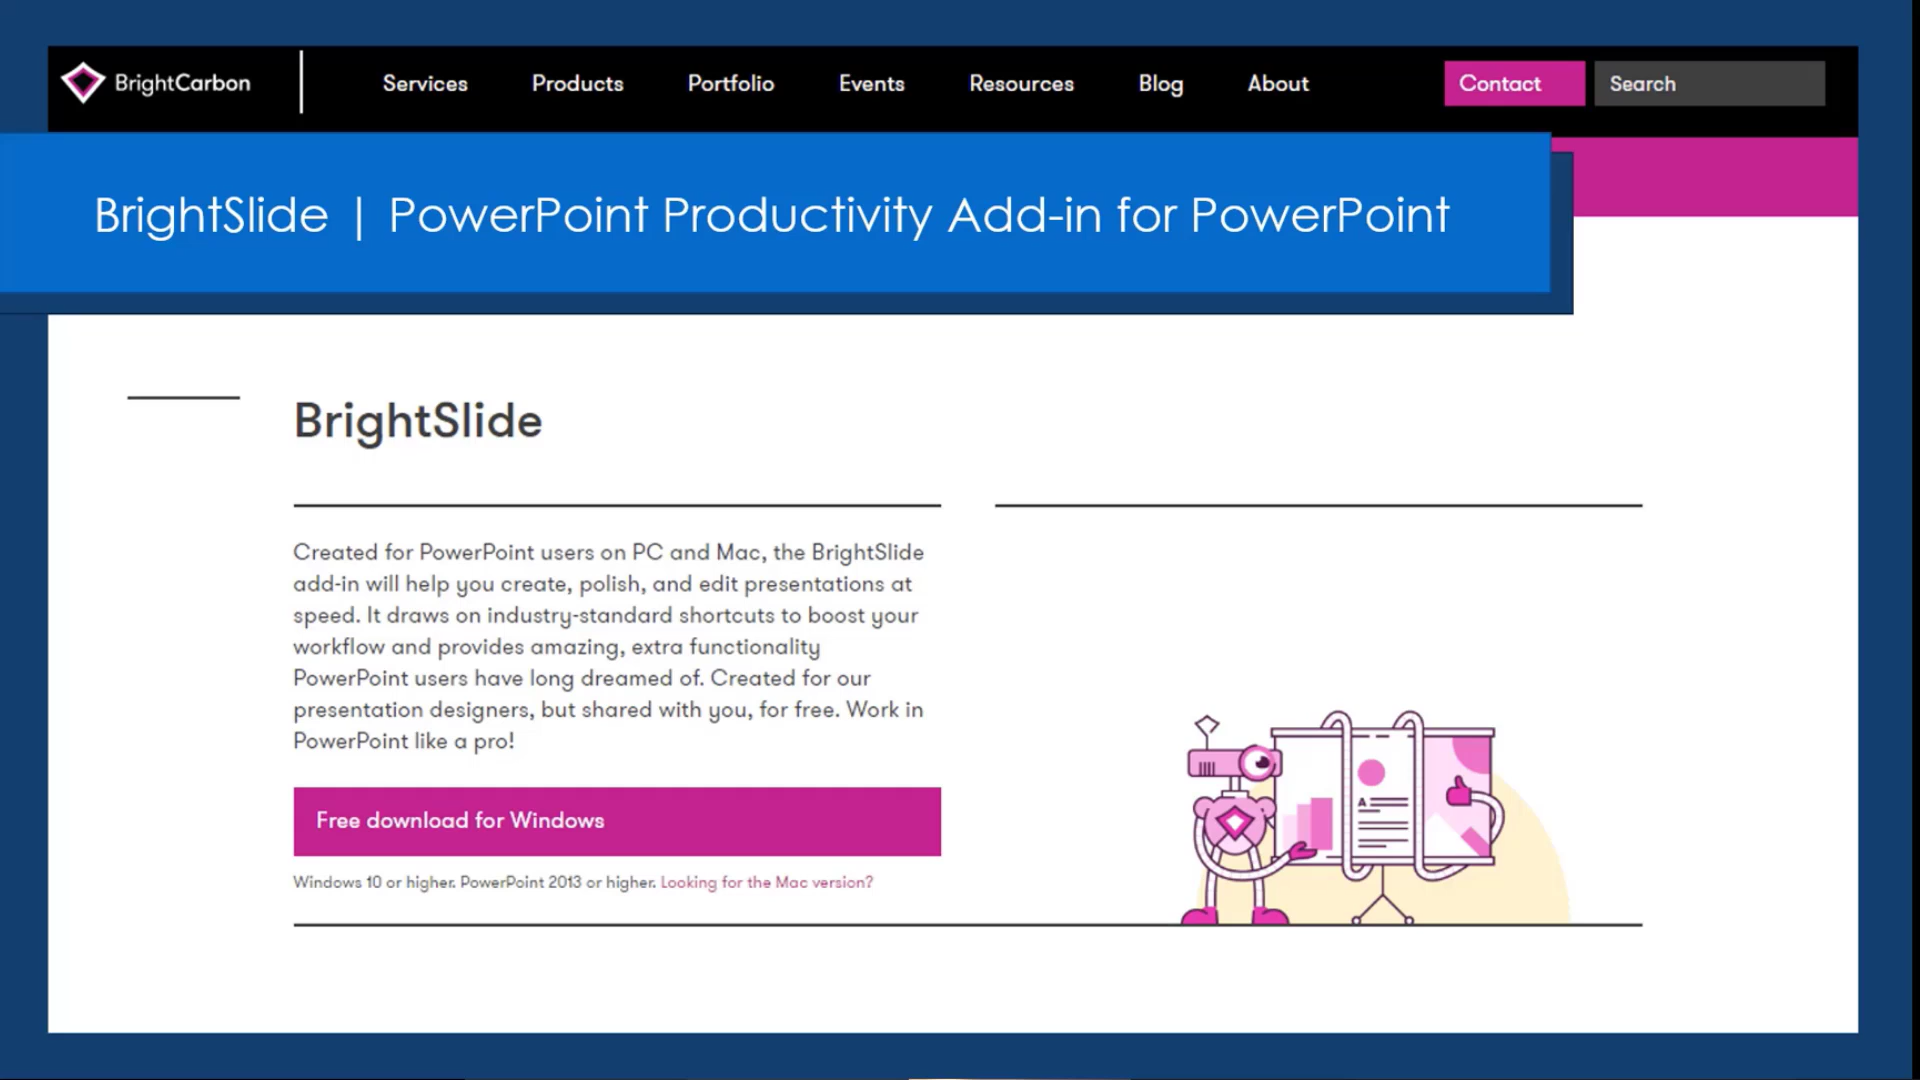 BrightCarbon
Services Products Portfolio Events Resources Blog About Contact Search
BrightSlide | PowerPoint Productivity Add-in for PowerPoint
BrightSlide
Created for PowerPoint users on PC and Mac, the BrightSlide
add-in will help you create, polish, and edit presentations at
speed. It draws on industry-standard shortcuts to boost your
workflow and provides amazing, extra functionality
PowerPoint users have long dreamed of. Created for our
presentation designers, but shared with you, for free. Work in
PowerPoint like a pro!
Free download for Windows
Windows 10 or higher. PowerPoint 2013 or higher. Looking for the Mac version?
A